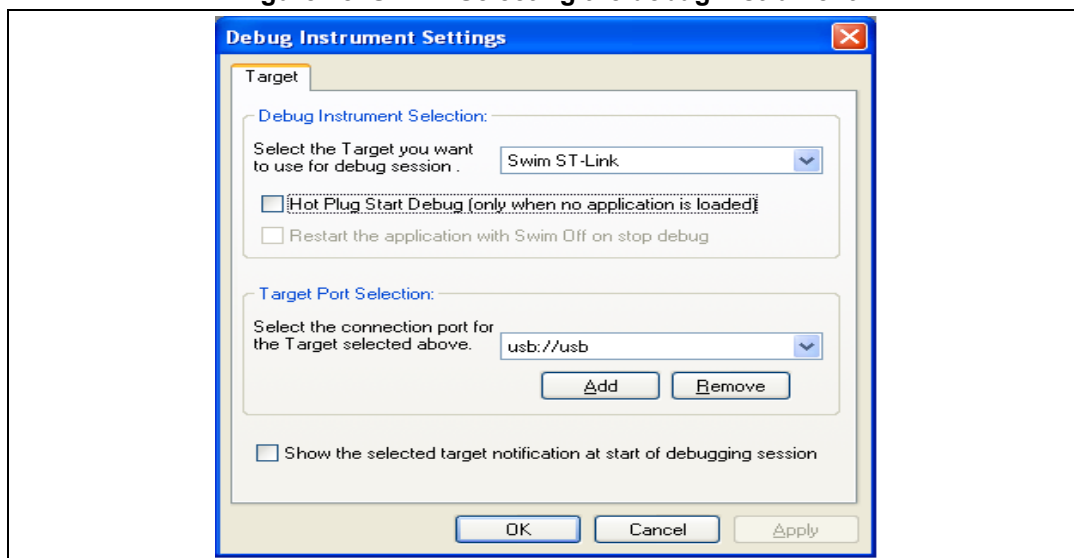 Debug Instrument Settings
Target
Debug Instrument Selection:
Select the Target you want
to use for debug session .
Swim ST-Link
Hot Plug Start Debug (only when no application is loaded)
Restart the application with Swim Off on stop debug
Target Port Selection:
Select the connection port for
the Target selected above.
usb://usb
Add
Remove
Show the selected target notification at start of debugging session
OK
Cancel
Apply